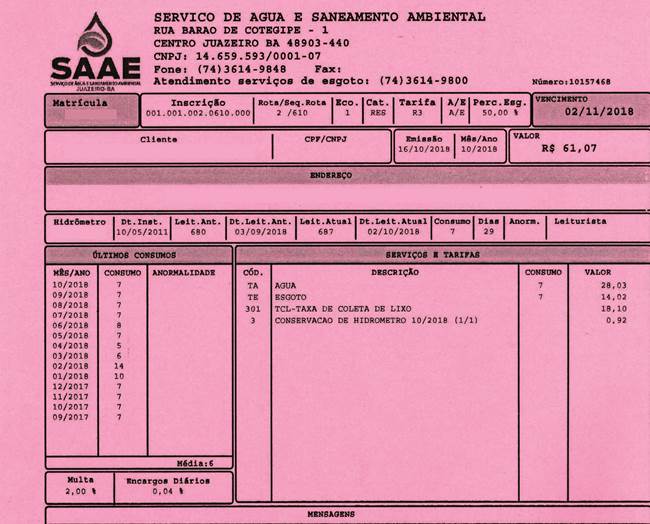 SERVICO DE AGUA E SANEAMENTO AMBIENTAL
RUA BARAO DE COTEGIPE - 1
CENTRO JUAZEIRO BA 48903-440
CNPJ: 14.659.593/0001-07
Fone: (74)3614-9848 Fax:
Atendimento serviços de esgoto: (74)3614-9800
Número:10157468
SAAE
SERVIÇO DE ÁGUA E SANEAMENTO AMBIENTAL
JUAZEIRO-BA
Matrícula Inscrição Rota/Seq.Rota Eco. Cat. Tarifa A/E Perc.Esg. VENCIMENTO
001.001.002.0610.000 2 /610 1 RES R3 A/E 50,00 % 02/11/2018
Cliente CPF/CNPJ Emissão Mês/Ano VALOR
16/10/2018 10/2018 R$ 61,07
ENDEREÇO
Hidrômetro Dt.Inst. Leit.Ant. Dt.Leit.Ant. Leit.Atual Dt.Leit.Atual Consumo Dias Anorm. Leiturista
10/05/2011 680 03/09/2018 687 02/10/2018 7 29
ÚLTIMOS CONSUMOS
MÊS/ANO CONSUMO ANORMALIDADE
10/2018 7
09/2018 7
08/2018 7
07/2018 7
06/2018 8
05/2018 7
04/2018 5
03/2018 6
02/2018 14
01/2018 10
12/2017 7
11/2017 7
10/2017 7
09/2017 7
Média:6
Multa Encargos Diários
2,00 % 0,04 %
SERVIÇOS E TARIFAS
CÓD. DESCRIÇÃO CONSUMO VALOR
TA AGUA 7 28,03
TE ESGOTO 7 14,02
301 TCL-TAXA DE COLETA DE LIXO 18,10
3 CONSERVACAO DE HIDROMETRO 10/2018 (1/1) 0,92
MENSAGENS